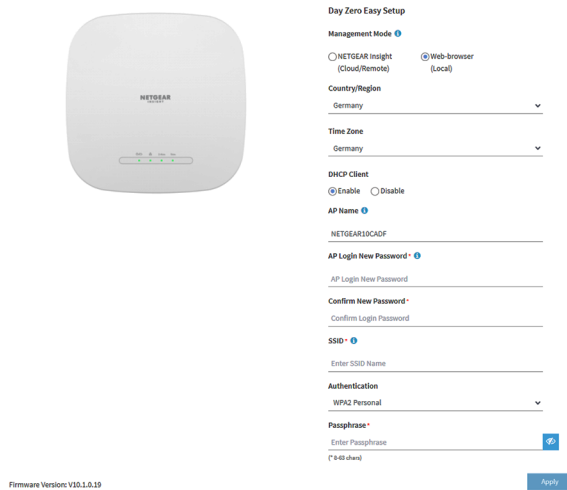 NETGEAR
INSIGHT
Day Zero Easy Setup
Management Mode
NETGEAR Insight
(Cloud/Remote)
Web-browser
(Local)
Country/Region
Germany
Time Zone
Germany
DHCP Client
Enable
Disable
AP Name
NETGEAR10CADF
AP Login New Password*
AP Login New Password
Confirm New Password*
Confirm Login Password
SSID*
Enter SSID Name
Authentication
WPA2 Personal
Passphrase*
Enter Passphrase
(* 8-63 chars)
Firmware Version: V10.1.0.19
Apply